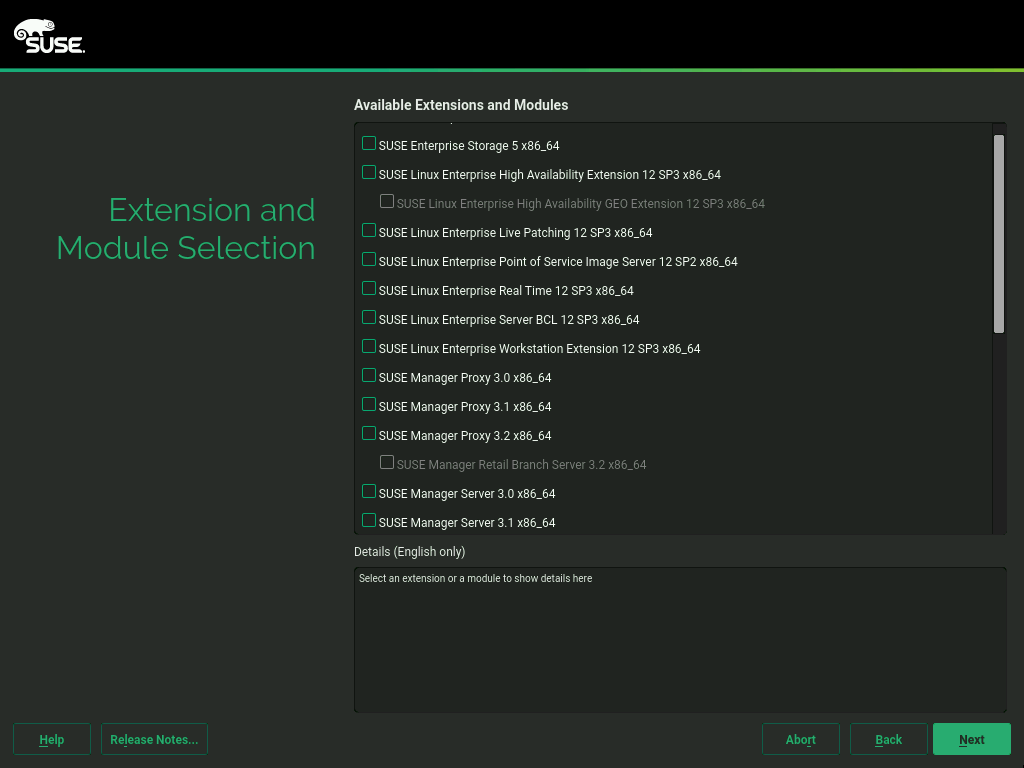 SUSE
Available Extensions and Modules
Extension and
Module Selection
SUSE Enterprise Storage 5 x86_64
SUSE Linux Enterprise High Availability Extension 12 SP3 x86_64
SUSE Linux Enterprise High Availability GEO Extension 12 SP3 x86_64
SUSE Linux Enterprise Live Patching 12 SP3 x86_64
SUSE Linux Enterprise Point of Service Image Server 12 SP2 x86_64
SUSE Linux Enterprise Real Time 12 SP3 x86_64
SUSE Linux Enterprise Server BCL 12 SP3 x86_64
SUSE Linux Enterprise Workstation Extension 12 SP3 x86_64
SUSE Manager Proxy 3.0 x86_64
SUSE Manager Proxy 3.1 x86_64
SUSE Manager Proxy 3.2 x86_64
SUSE Manager Retail Branch Server 3.2 x86_64
SUSE Manager Server 3.0 x86_64
SUSE Manager Server 3.1 x86_64
Details (English only)
Select an extension or a module to show details here
Help
Release Notes...
Abort
Back
Next